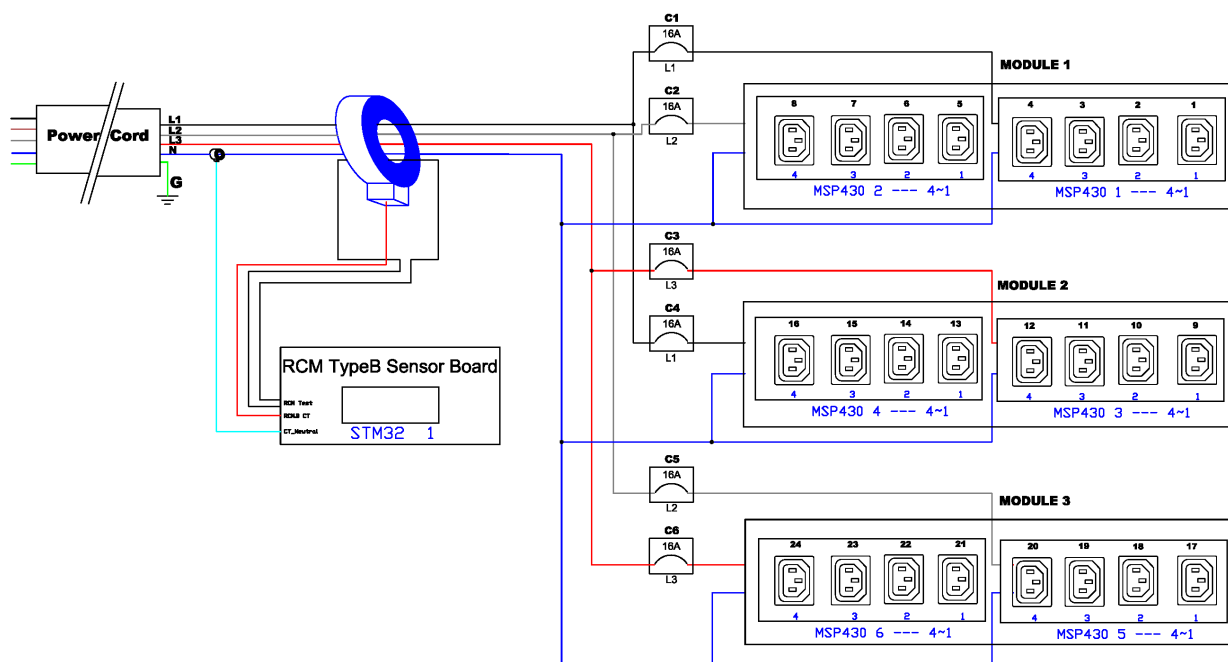 Power Cord
L1
L2
L3
N
G
RCM TypeB Sensor Board
RCM Test
RCMB CT
CT_Neutral
STM32 1
C1
16A
L1
C2
16A
L2
MODULE 1
8 7 6 5 4 3 2 1
4 3 2 1 4 3 2 1
MSP430 2 --- 4~1 MSP430 1 --- 4~1
C3
16A
L3
C4
16A
L1
MODULE 2
16 15 14 13 12 11 10 9
4 3 2 1 4 3 2 1
MSP430 4 --- 4~1 MSP430 3 --- 4~1
C5
16A
L2
C6
16A
L3
MODULE 3
24 23 22 21 20 19 18 17
4 3 2 1 4 3 2 1
MSP430 6 --- 4~1 MSP430 5 --- 4~1